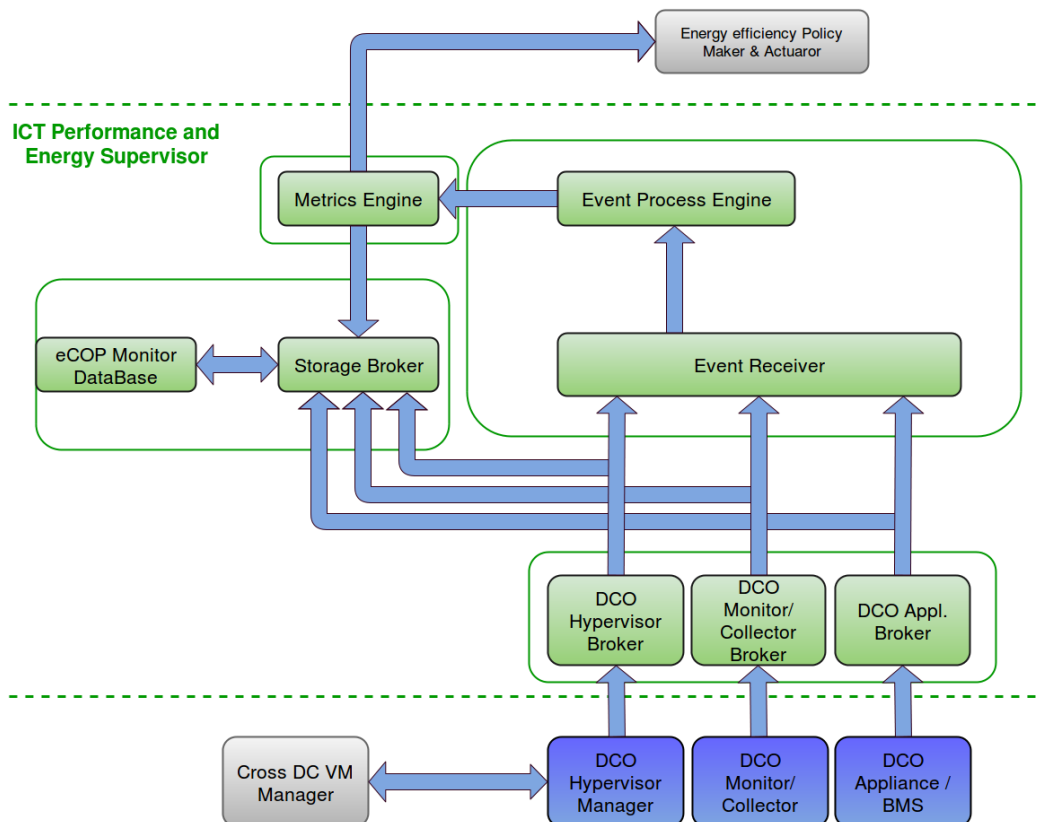 Energy efficiency Policy
Maker & Actuaror
ICT Performance and
Energy Supervisor
Metrics Engine
Event Process Engine
eCOP Monitor
DataBase
Storage Broker
Event Receiver
DCO
Hypervisor
Broker
DCO
Monitor/
Collector
Broker
DCO Appl.
Broker
Cross DC VM
Manager
DCO
Hypervisor
Manager
DCO
Monitor/
Collector
DCO
Appliance /
BMS